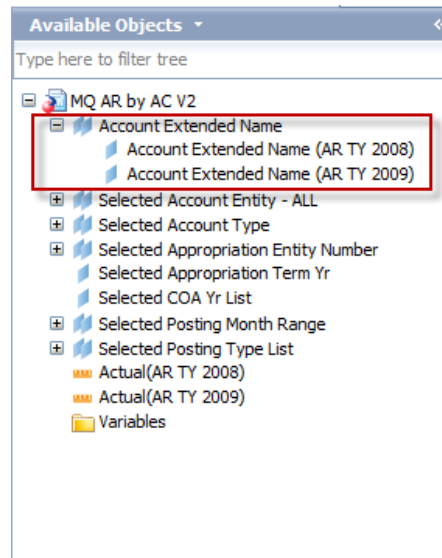 Available Objects
Type here to filter tree
MQ AR by AC V2
Account Extended Name
Account Extended Name (AR TY 2008)
Account Extended Name (AR TY 2009)
Selected Account Entity - ALL
Selected Account Type
Selected Appropriation Entity Number
Selected Appropriation Term Yr
Selected COA Yr List
Selected Posting Month Range
Selected Posting Type List
Actual(AR TY 2008)
Actual(AR TY 2009)
Variables